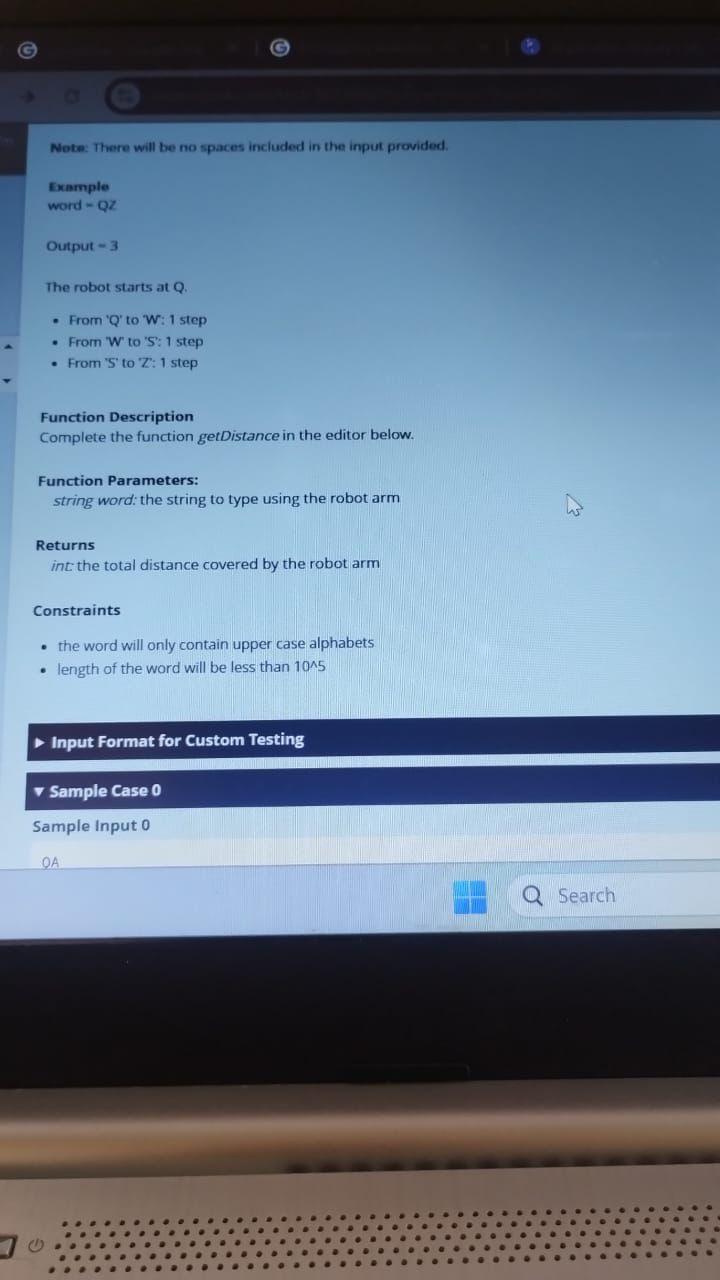 Note: There will be no spaces included in the input provided.
Example
word = QZ
Output = 3
The robot starts at Q.
• From 'Q' to 'W': 1 step
• From 'W' to 'S': 1 step
• From 'S' to 'Z': 1 step
Function Description
Complete the function getDistance in the editor below.
Function Parameters:
string word: the string to type using the robot arm
Returns
int: the total distance covered by the robot arm
Constraints
• the word will only contain upper case alphabets
• length of the word will be less than 10^5
▶ Input Format for Custom Testing
▼ Sample Case 0
Sample Input 0
QA
Search